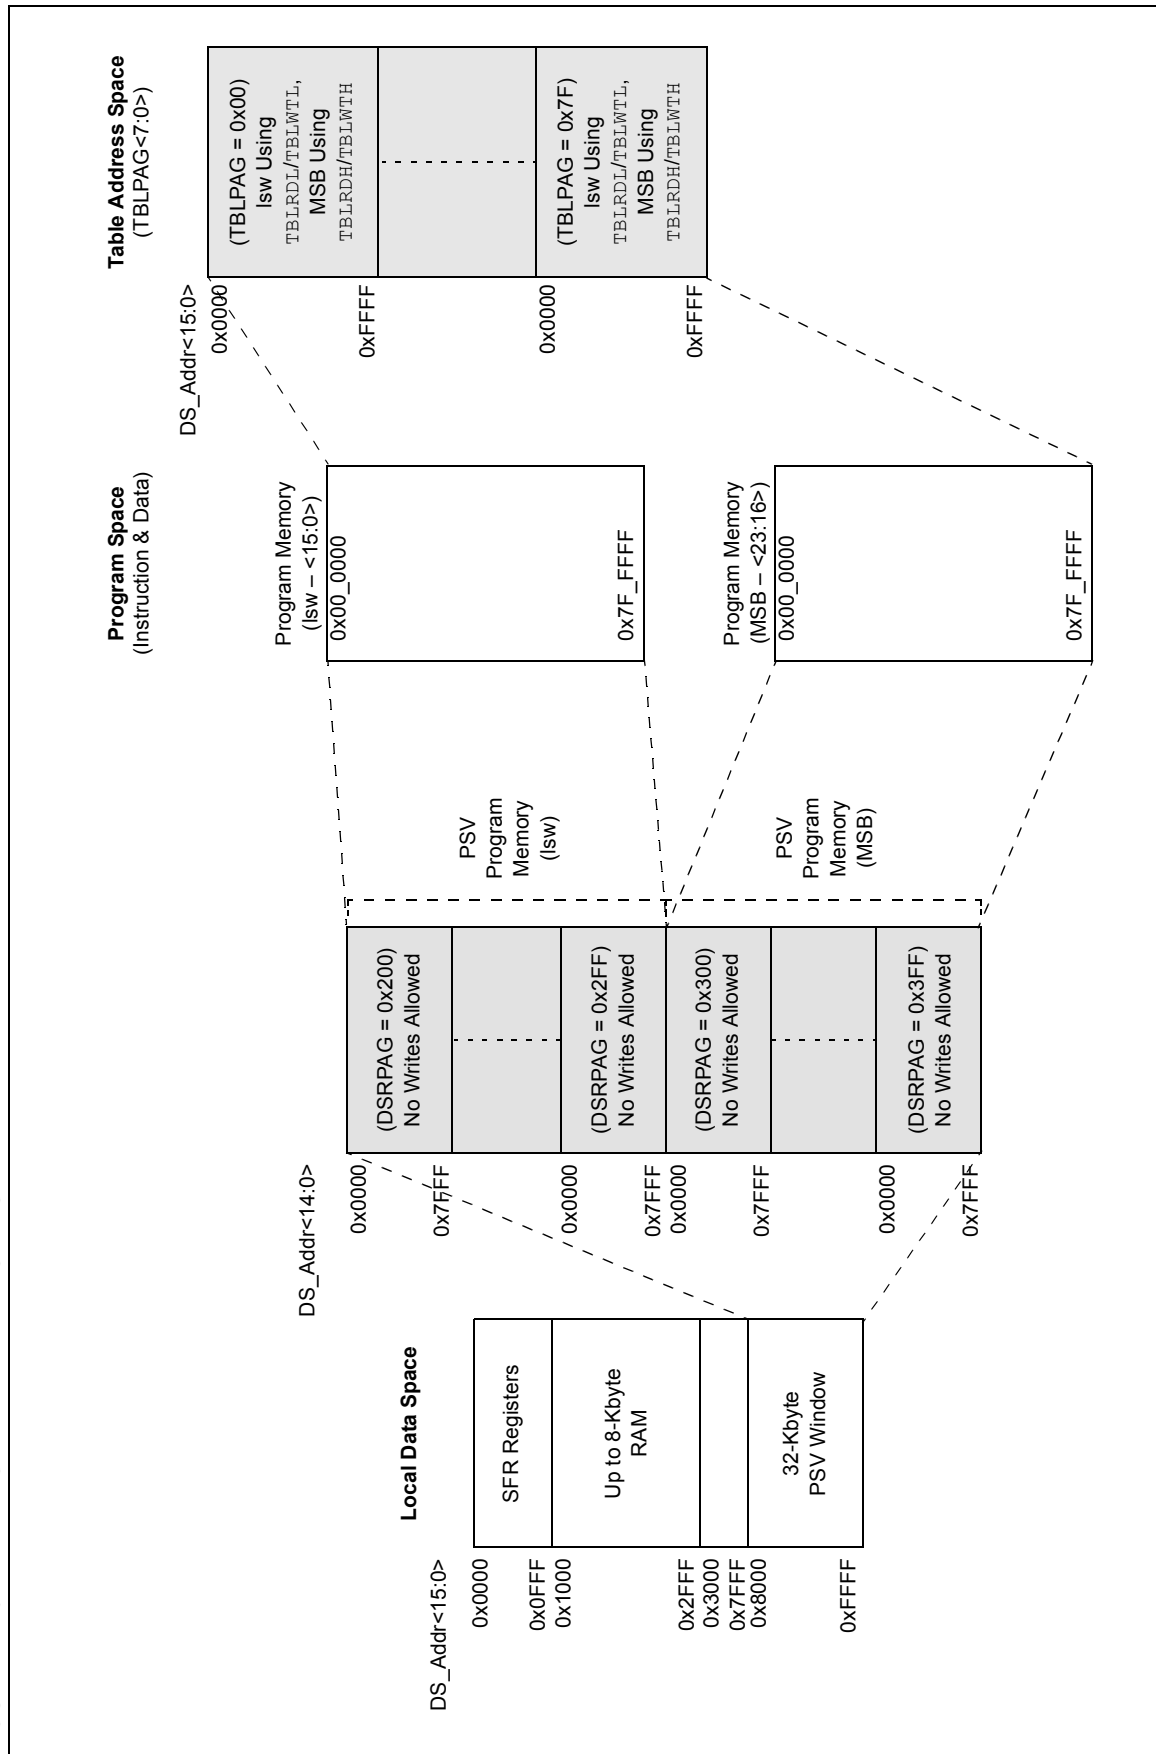 Local Data Space
DS_Addr<15:0>
0x0000
SFR Registers
0x0FFF
0x1000
Up to 8-Kbyte
RAM
0x2FFF
0x3000
0x7FFF
0x8000
32-Kbyte
PSV Window
0xFFFF
DS_Addr<14:0>
0x0000
(DSRPAG = 0x200)
No Writes Allowed
0x7FFF
0x0000
(DSRPAG = 0x2FF)
No Writes Allowed
0x7FFF
0x0000
(DSRPAG = 0x300)
No Writes Allowed
0x7FFF
0x0000
(DSRPAG = 0x3FF)
No Writes Allowed
0x7FFF
PSV
Program
Memory
(lsw)
PSV
Program
Memory
(MSB)
Program Space
(Instruction & Data)
Program Memory
(lsw – <15:0>)
0x00_0000
0x7F_FFFF
Program Memory
(MSB – <23:16>)
0x00_0000
0x7F_FFFF
Table Address Space
(TBLPAG<7:0>)
DS_Addr<15:0>
0x0000
(TBLPAG = 0x00)
lsw Using
TBLRDL/TBLWTL,
MSB Using
TBLRDH/TBLWTH
0xFFFF
0x0000
(TBLPAG = 0x7F)
lsw Using
TBLRDL/TBLWTL,
MSB Using
TBLRDH/TBLWTH
0xFFFF